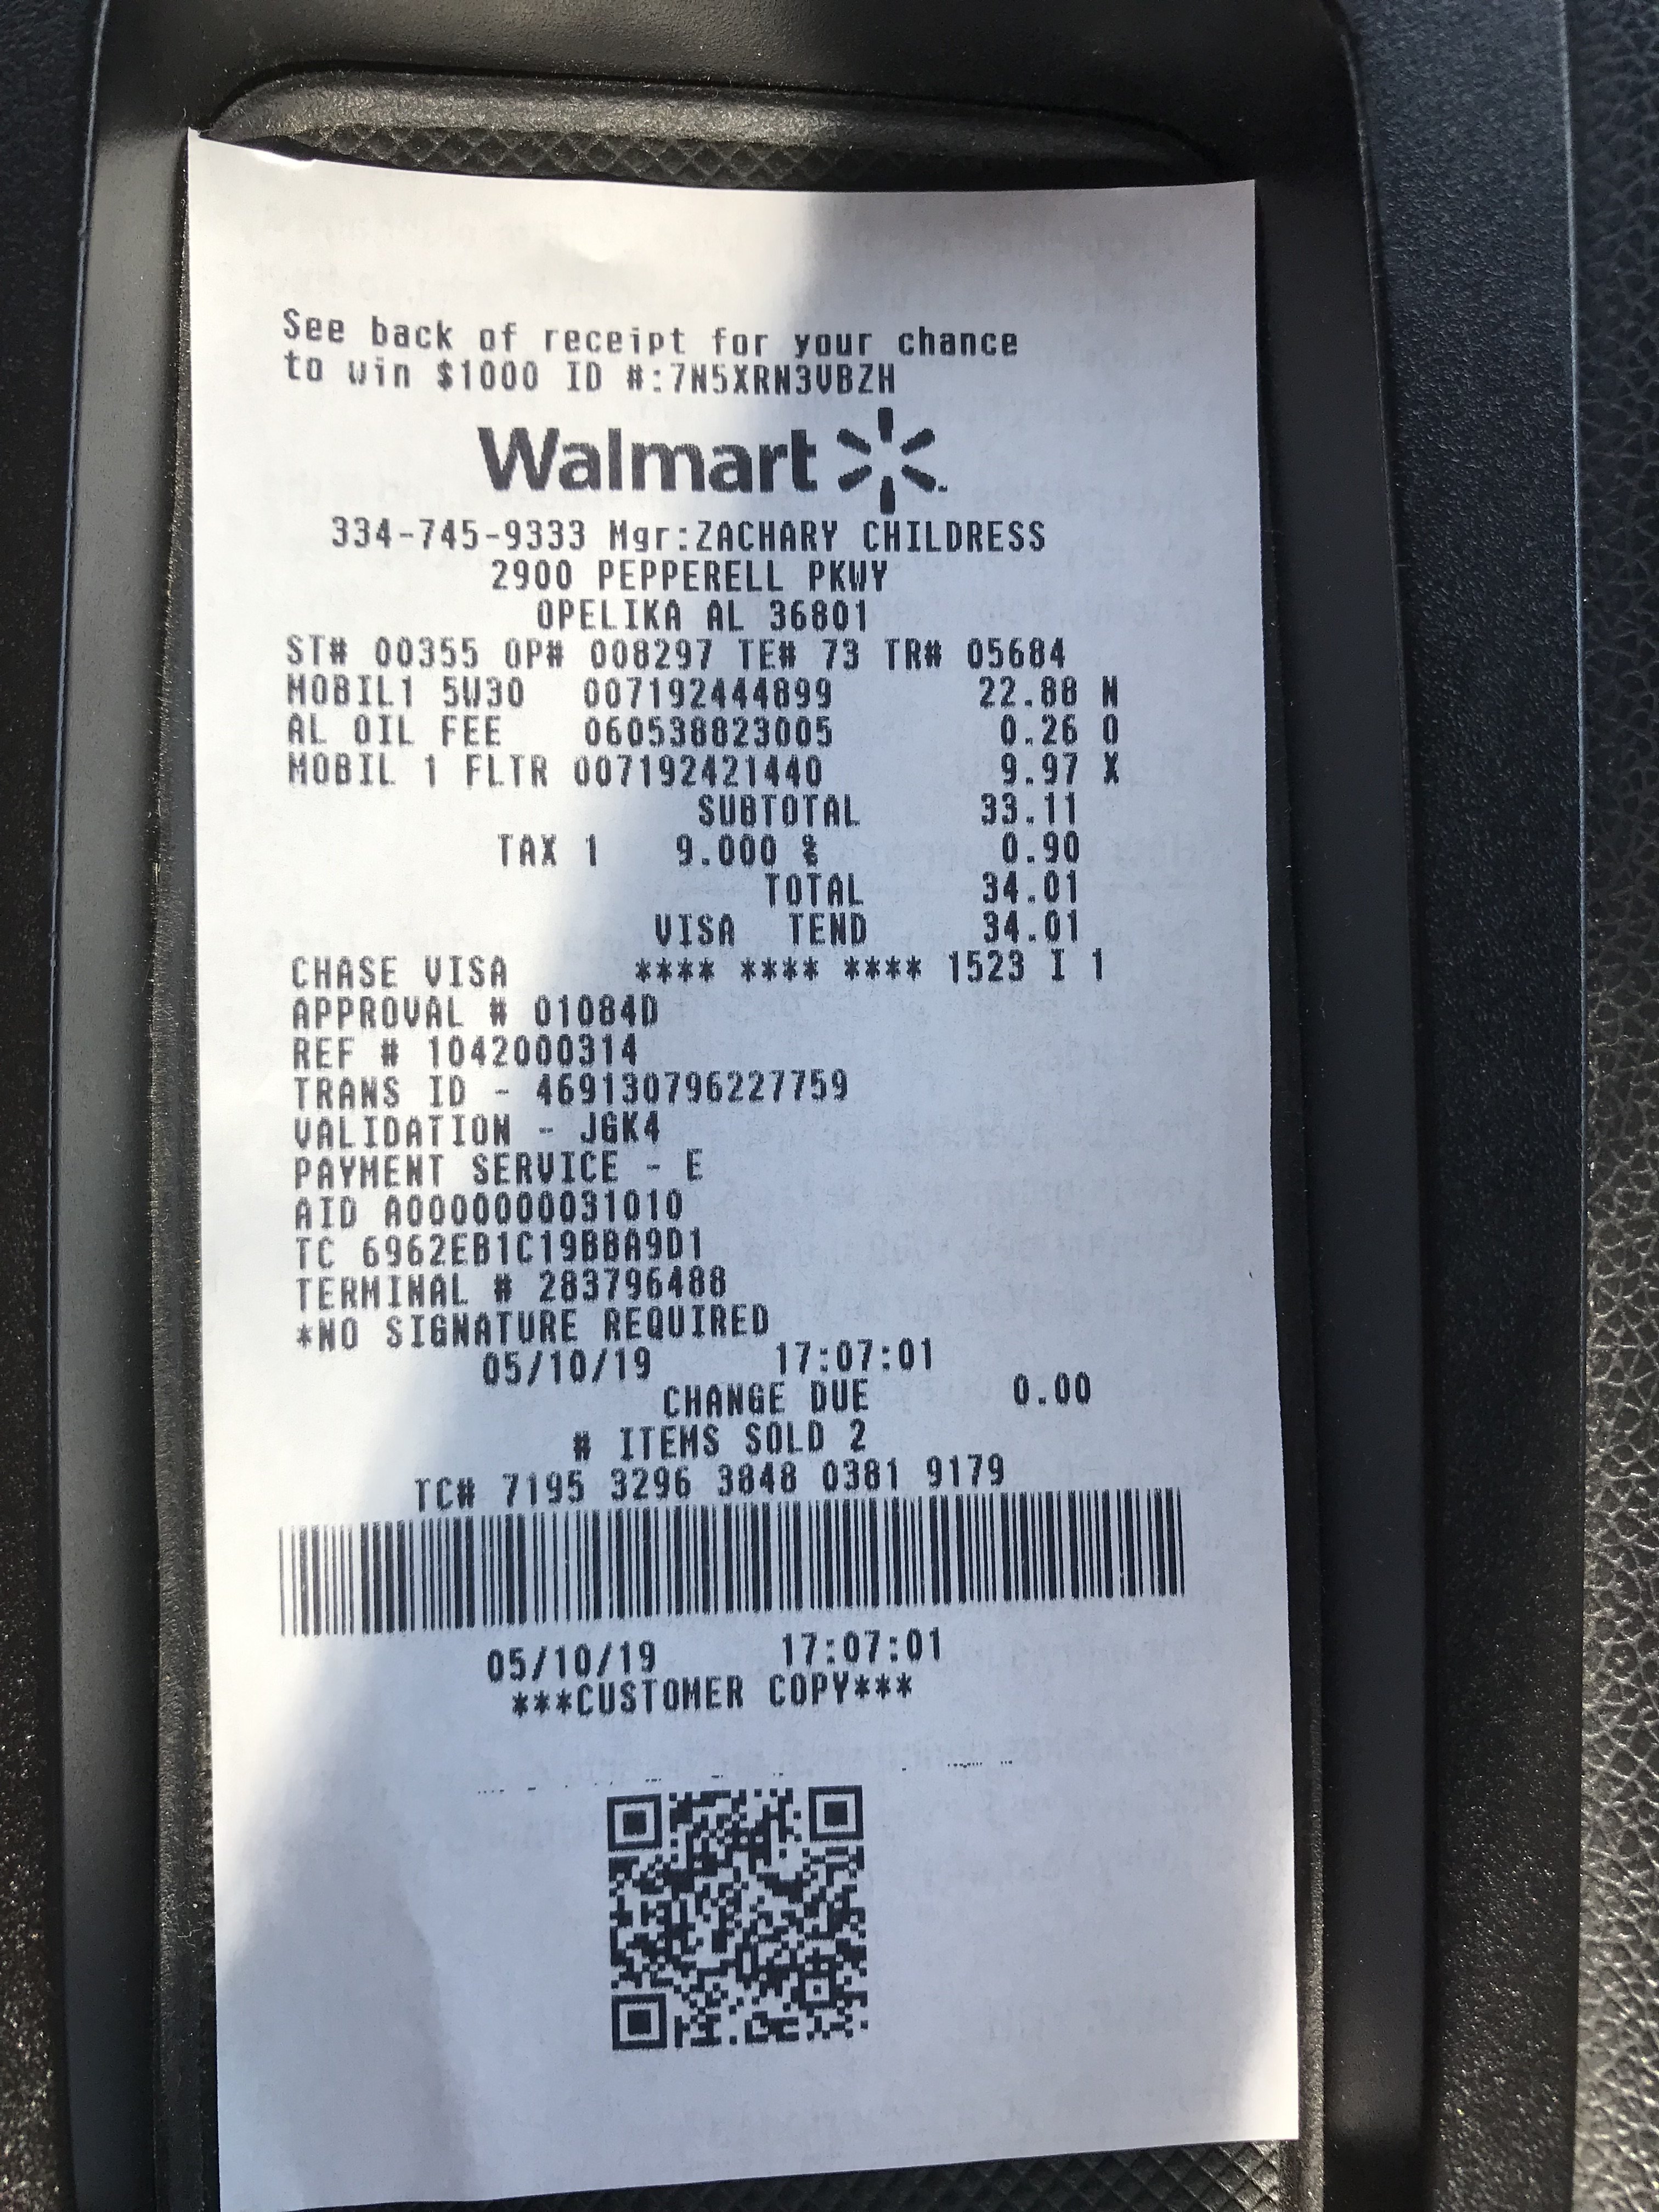 See back of receipt for your chance
to win $1000 ID #:7N5XRN3VBZH
Walmart
334-745-9333 Mgr:ZACHARY CHILDRESS
2900 PEPPERELL PKWY
OPELIKA AL 36801
ST# 00355 OP# 008297 TE# 73 TR# 05684
MOBIL1 5W30 007192444899 22.88 N
AL OIL FEE 060538823005 0.26 O
MOBIL 1 FLTR 007192421440 9.97 X
SUBTOTAL 33.11
TAX 1 9.000 % 0.90
TOTAL 34.01
VISA TEND 34.01
CHASE VISA **** **** **** 1523 I 1
APPROVAL # 01084D
REF # 1042000314
TRANS ID - 469130796227759
VALIDATION - JGK4
PAYMENT SERVICE - E
AID A0000000031010
TC 6962EB1C19BBA9D1
TERMINAL # 283796488
*NO SIGNATURE REQUIRED
05/10/19 17:07:01
CHANGE DUE 0.00
# ITEMS SOLD 2
TC# 7195 3296 3848 0381 9179
05/10/19 17:07:01
***CUSTOMER COPY***